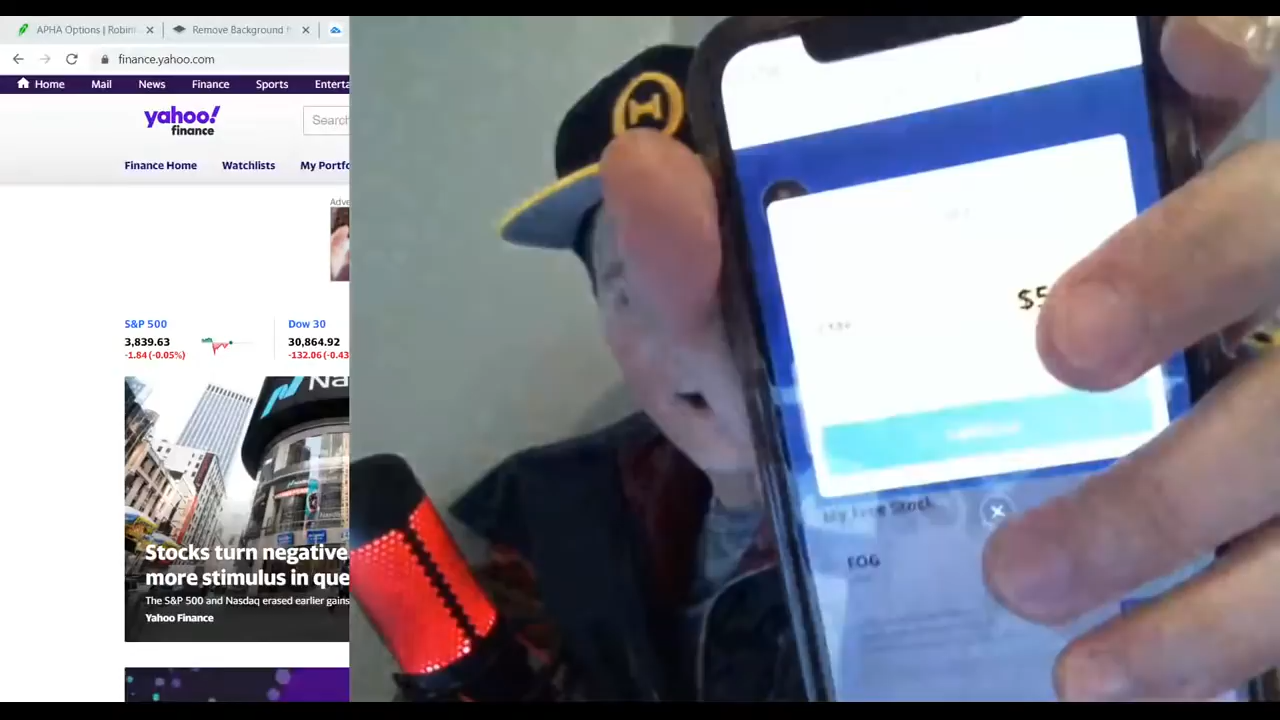 APHA Options | Robin
Remove Background f
finance.yahoo.com
Home Mail News Finance Sports Enterta
yahoo!
finance
Search
Finance Home Watchlists My Portfo
Adve
S&P 500 Dow 30
3,839.63 30,864.92
-1.84 (-0.05%) -132.06 (-0.43
Na
Stocks turn negative
more stimulus in que
The S&P 500 and Nasdaq erased earlier gains
Yahoo Finance
$5
My Free Stock